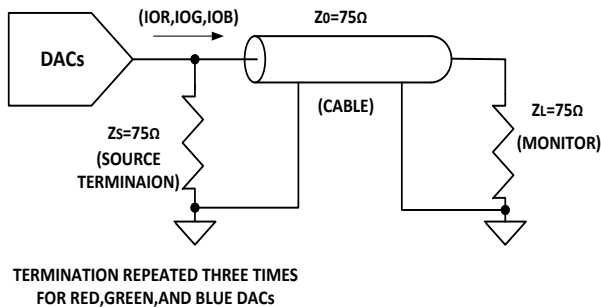 (IOR,IOG,IOB)
Z0=75Ω
DACs
(CABLE)
ZS=75Ω
(SOURCE
TERMINAION)
ZL=75Ω
(MONITOR)
TERMINATION REPEATED THREE TIMES
FOR RED,GREEN,AND BLUE DACs